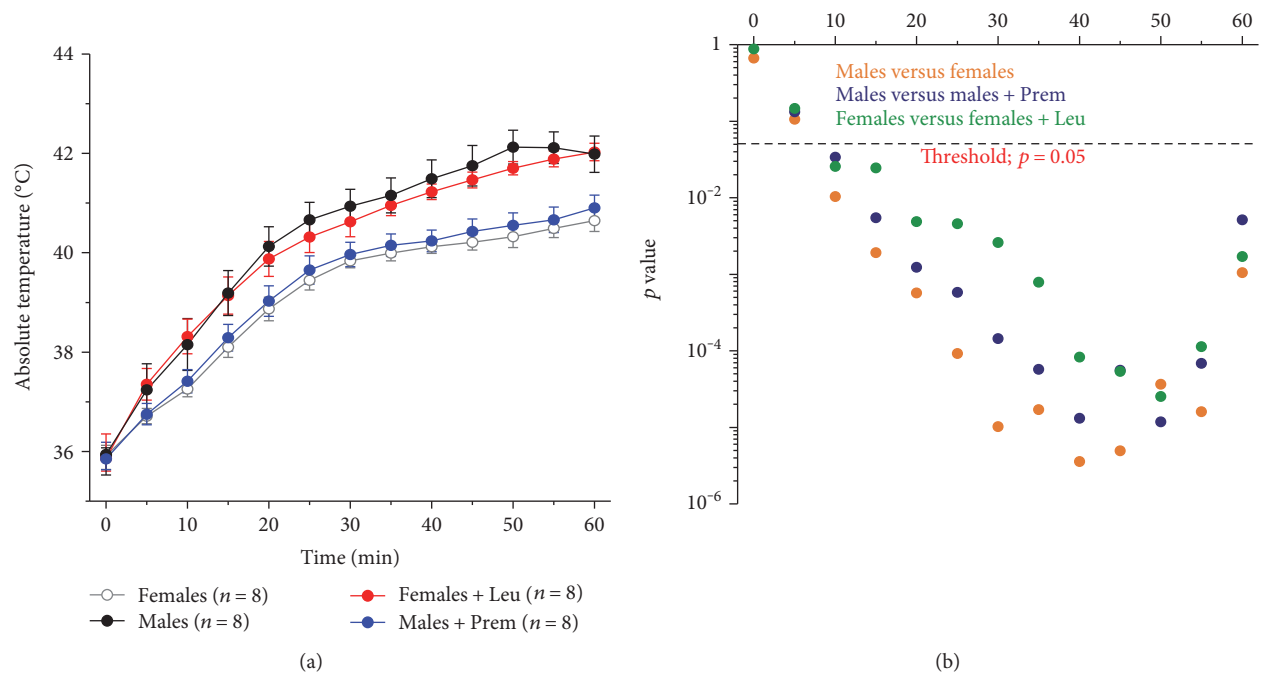 44
42
40
38
36
Absolute temperature (°C)
0 10 20 30 40 50 60
Time (min)
Females (n = 8)
Males (n = 8)
Females + Leu (n = 8)
Males + Prem (n = 8)
(a)
0 10 20 30 40 50 60
1
10⁻²
10⁻⁴
10⁻⁶
p value
Males versus females
Males versus males + Prem
Females versus females + Leu
Threshold; p = 0.05
(b)